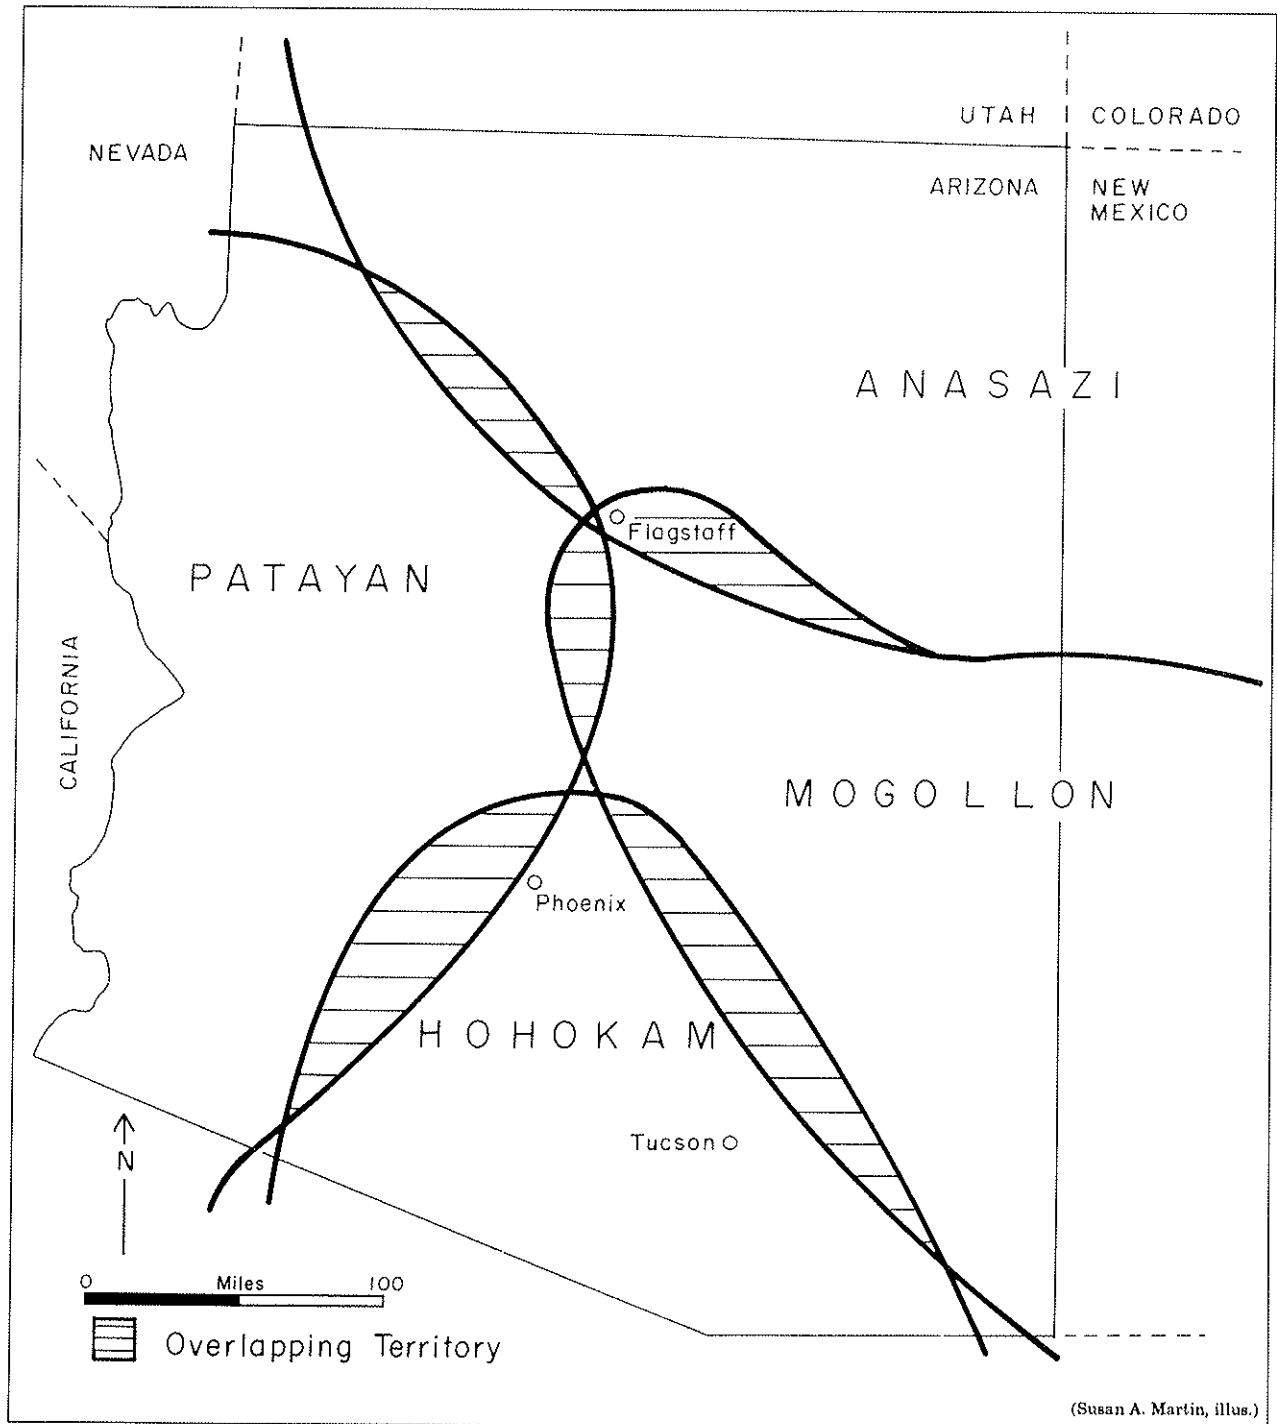 UTAH
COLORADO
NEVADA
ARIZONA
NEW
MEXICO
ANASAZI
Flagstaff
PATAYAN
CALIFORNIA
MOGOLLON
Phoenix
HOHOKAM
Tucson
N
0 Miles 100
Overlapping Territory
(Susan A. Martin, illus.)